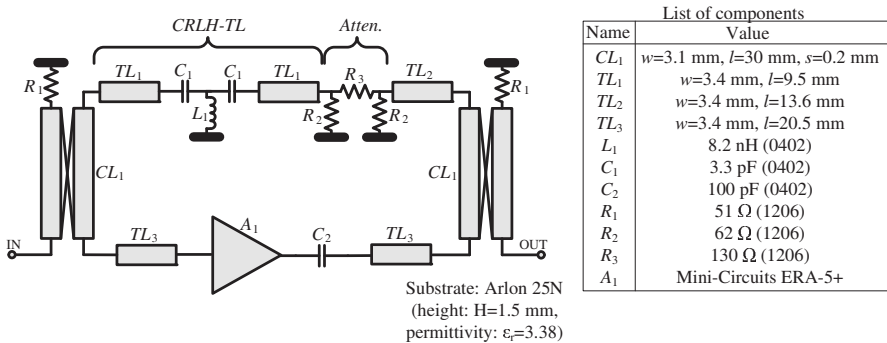 CRLH-TL Atten.
R1 TL1 C1 C1 TL1 R3 TL2 R1
L1 R2 R2
CL1 CL1
IN TL3 A1 C2 TL3 OUT
Substrate: Arlon 25N
(height: H=1.5 mm,
permittivity: εr=3.38)
List of components
Name Value
CL1 w=3.1 mm, l=30 mm, s=0.2 mm
TL1 w=3.4 mm, l=9.5 mm
TL2 w=3.4 mm, l=13.6 mm
TL3 w=3.4 mm, l=20.5 mm
L1 8.2 nH (0402)
C1 3.3 pF (0402)
C2 100 pF (0402)
R1 51 Ω (1206)
R2 62 Ω (1206)
R3 130 Ω (1206)
A1 Mini-Circuits ERA-5+